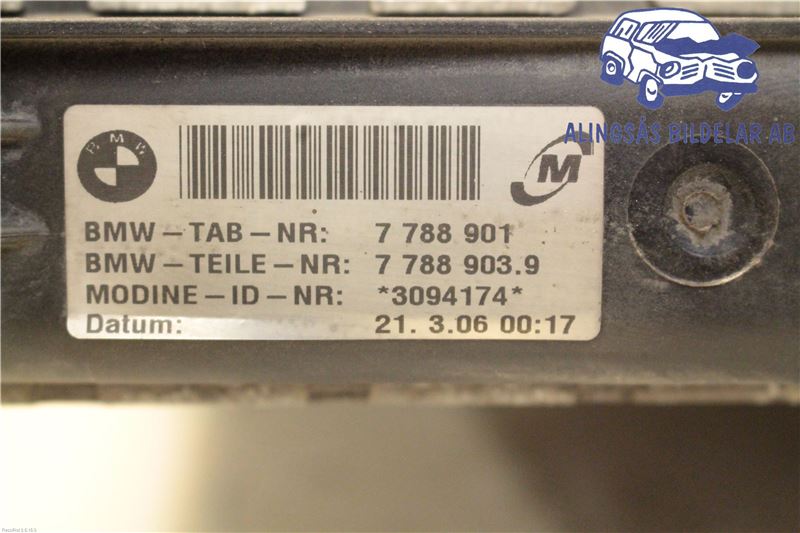 ALINGSÅS BILDELAR AB
BMW
M
BMW-TAB-NR: 7 788 901
BMW-TEILE-NR: 7 788 903.9
MODINE-ID-NR: *3094174*
Datum: 21. 3.06 00:17